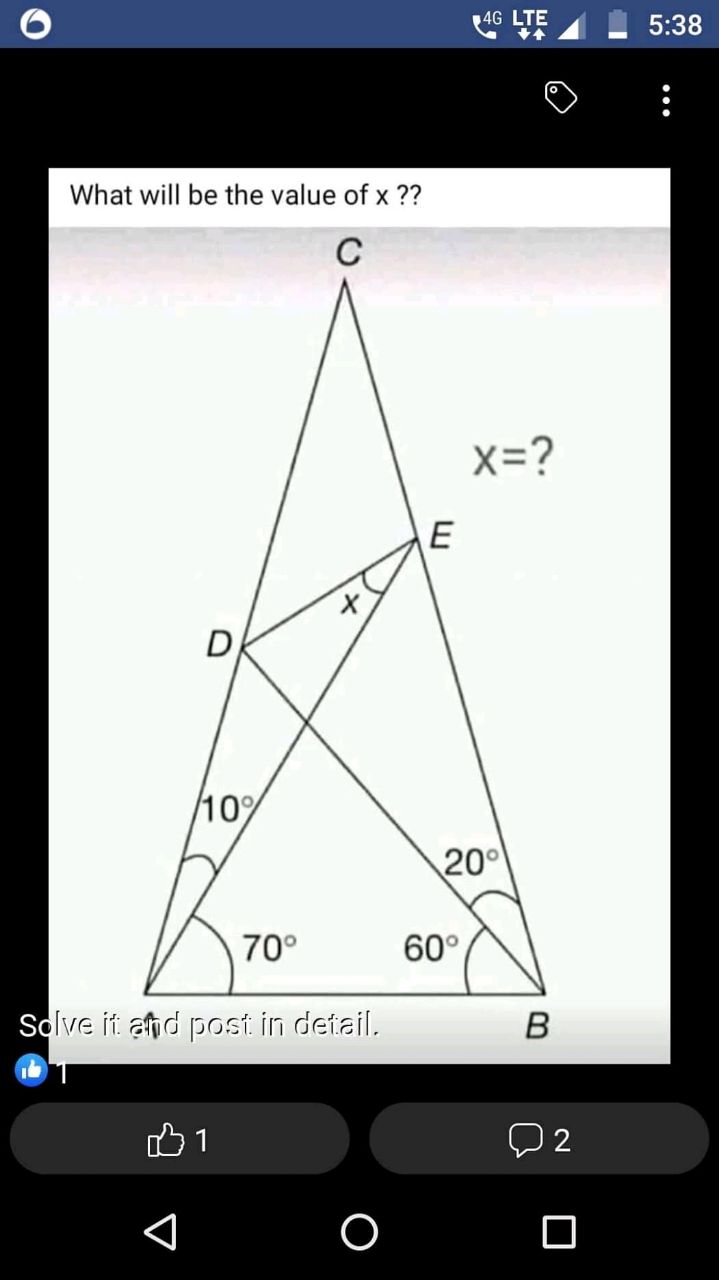 4G LTE 5:38
What will be the value of x ??
C
x=?
E
x
D
10°
20°
70° 60°
A B
Solve it and post in detail.
1
1 2